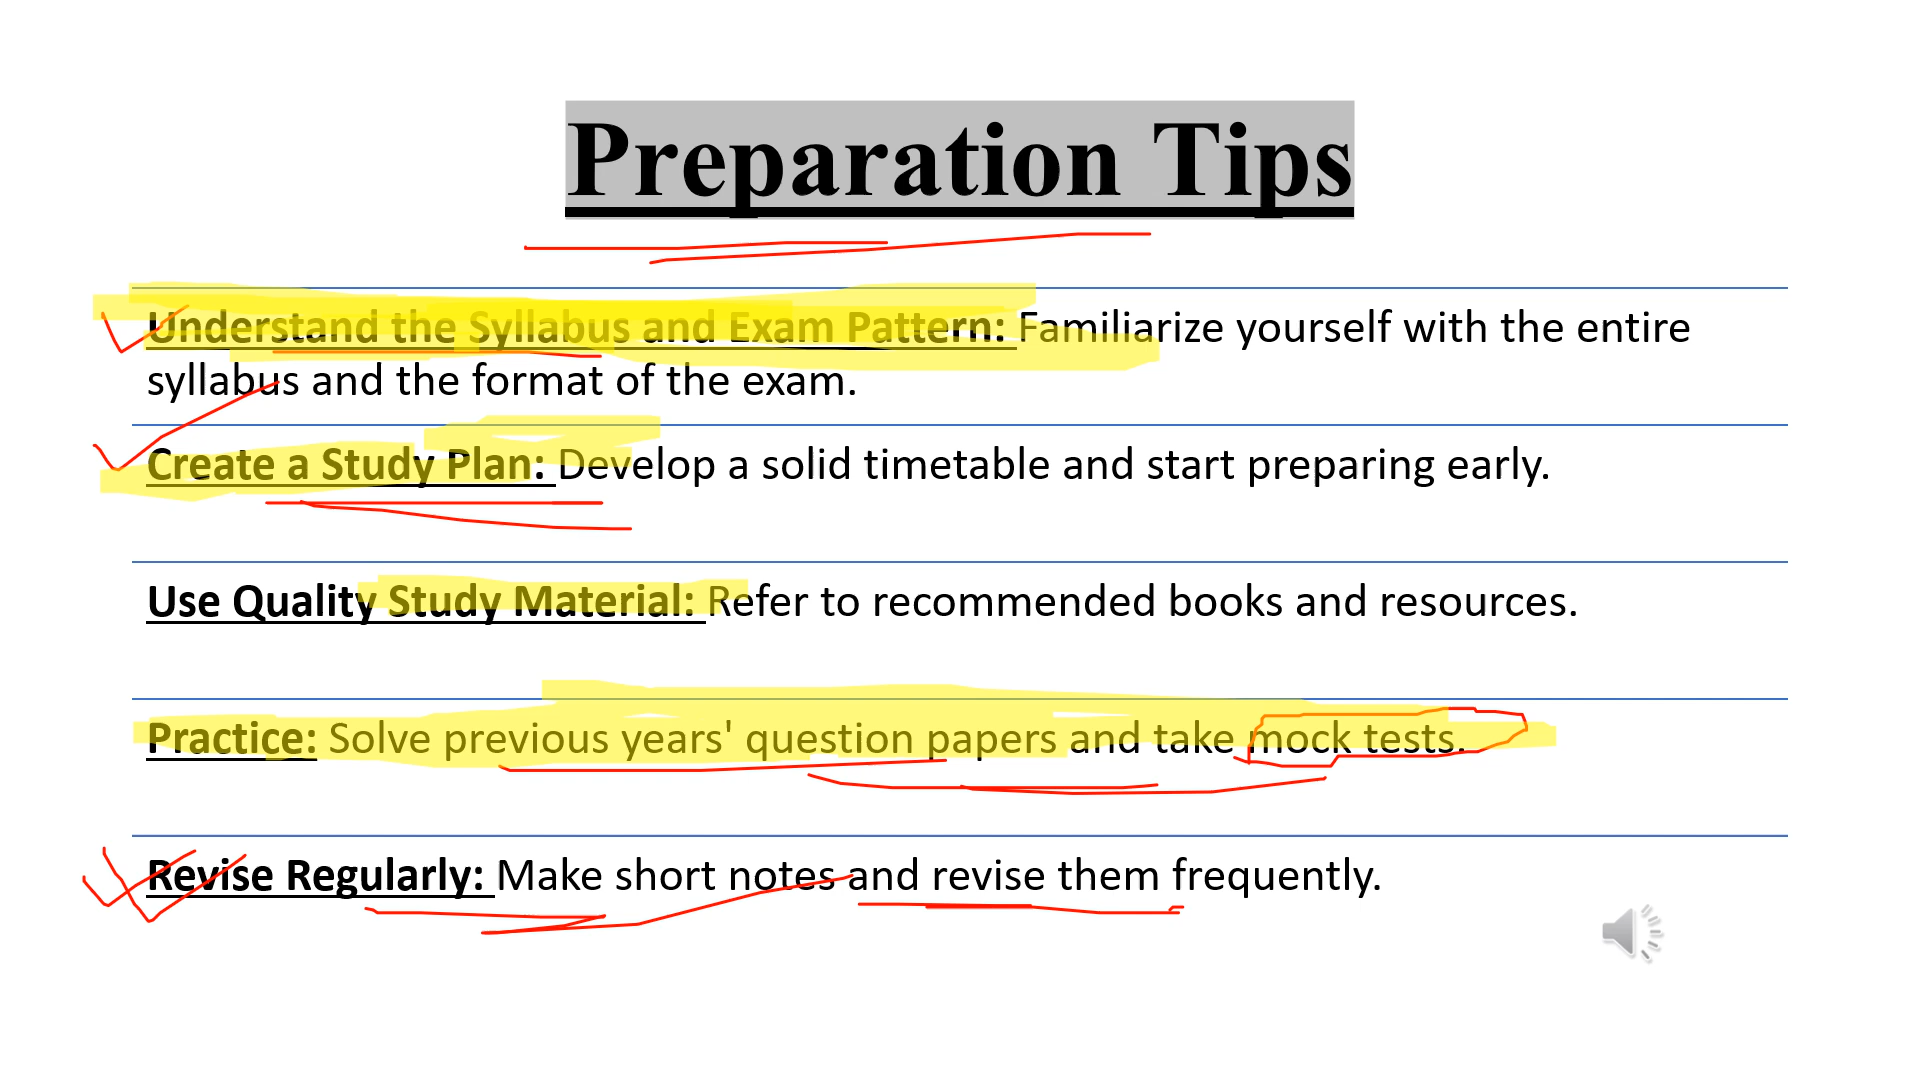 Preparation Tips
Understand the Syllabus and Exam Pattern: Familiarize yourself with the entire
syllabus and the format of the exam.
Create a Study Plan: Develop a solid timetable and start preparing early.
Use Quality Study Material: Refer to recommended books and resources.
Practice: Solve previous years' question papers and take mock tests.
Revise Regularly: Make short notes and revise them frequently.